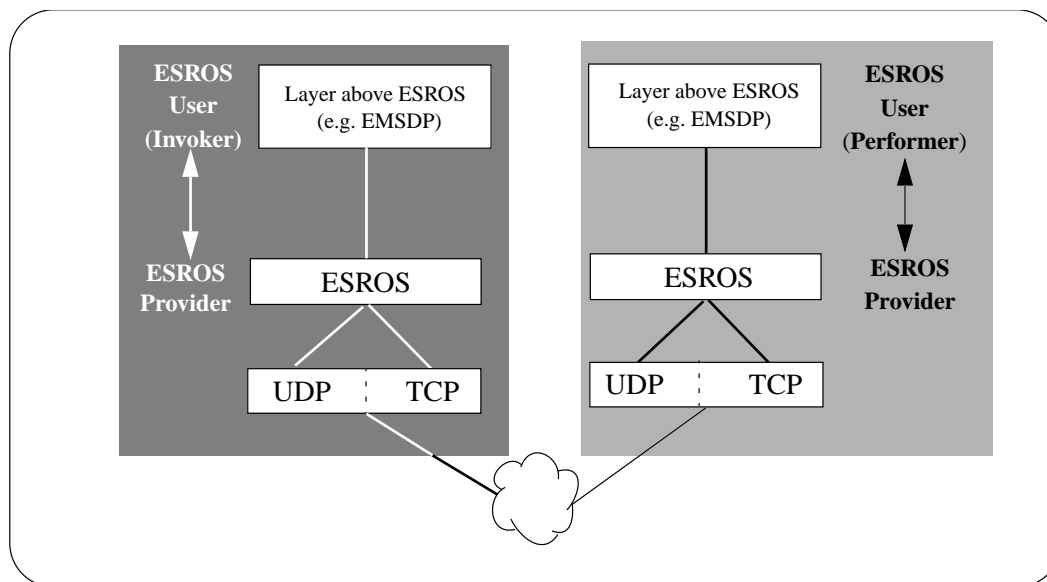 ESROS
User
(Invoker)
Layer above ESROS
(e.g. EMSDP)
ESROS
Provider
ESROS
UDP
TCP
Layer above ESROS
(e.g. EMSDP)
ESROS
User
(Performer)
ESROS
ESROS
Provider
UDP
TCP